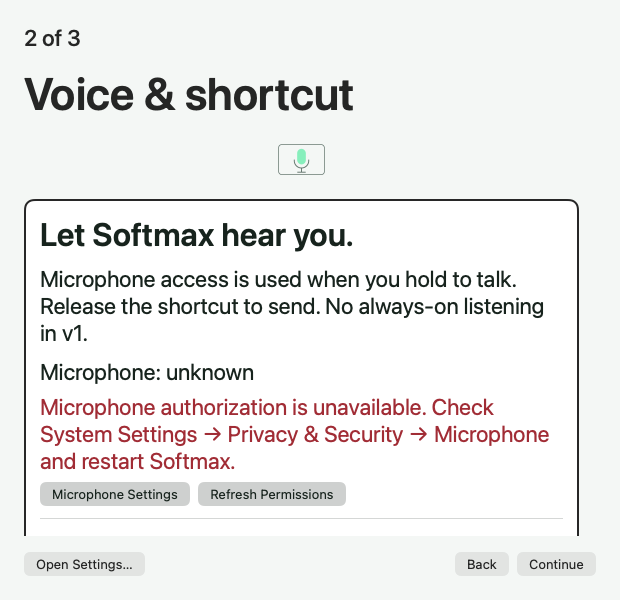 2 of 3
Voice & shortcut
Let Softmax hear you.
Microphone access is used when you hold to talk.
Release the shortcut to send. No always-on listening
in v1.
Microphone: unknown
Microphone authorization is unavailable. Check
System Settings → Privacy & Security → Microphone
and restart Softmax.
Microphone Settings Refresh Permissions
Open Settings... Back Continue